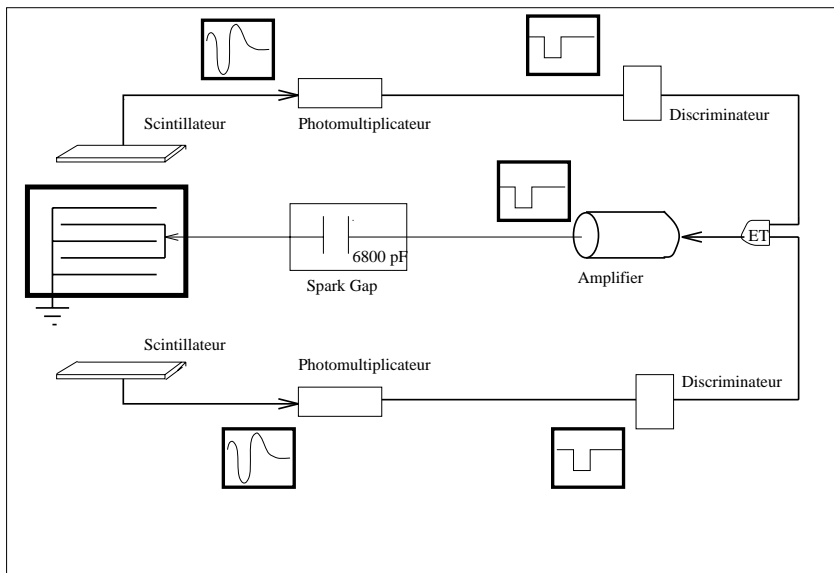 Scintillateur
Photomultiplicateur
Discriminateur
ET
6800 pF
Spark Gap
Amplifier
Scintillateur
Photomultiplicateur
Discriminateur